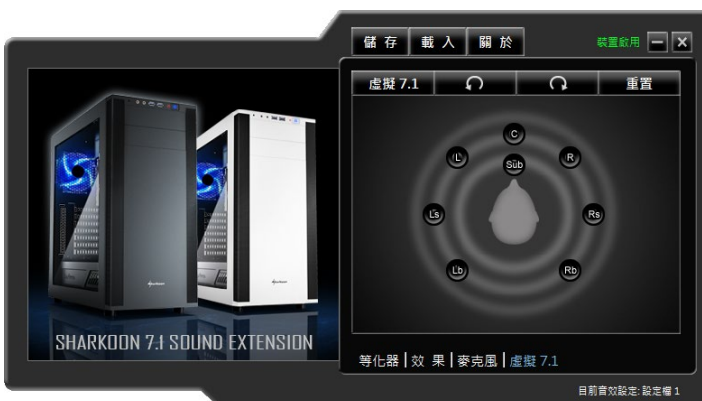 儲 存 載 入 關 於 裝置啟用
虛擬 7.1 重置
C
L R
Sub
Ls Rs
Lb Rb
SHARKOON 7.1 SOUND EXTENSION
等化器 | 效 果 | 麥克風 | 虛擬 7.1
目前音效設定: 設定檔 1